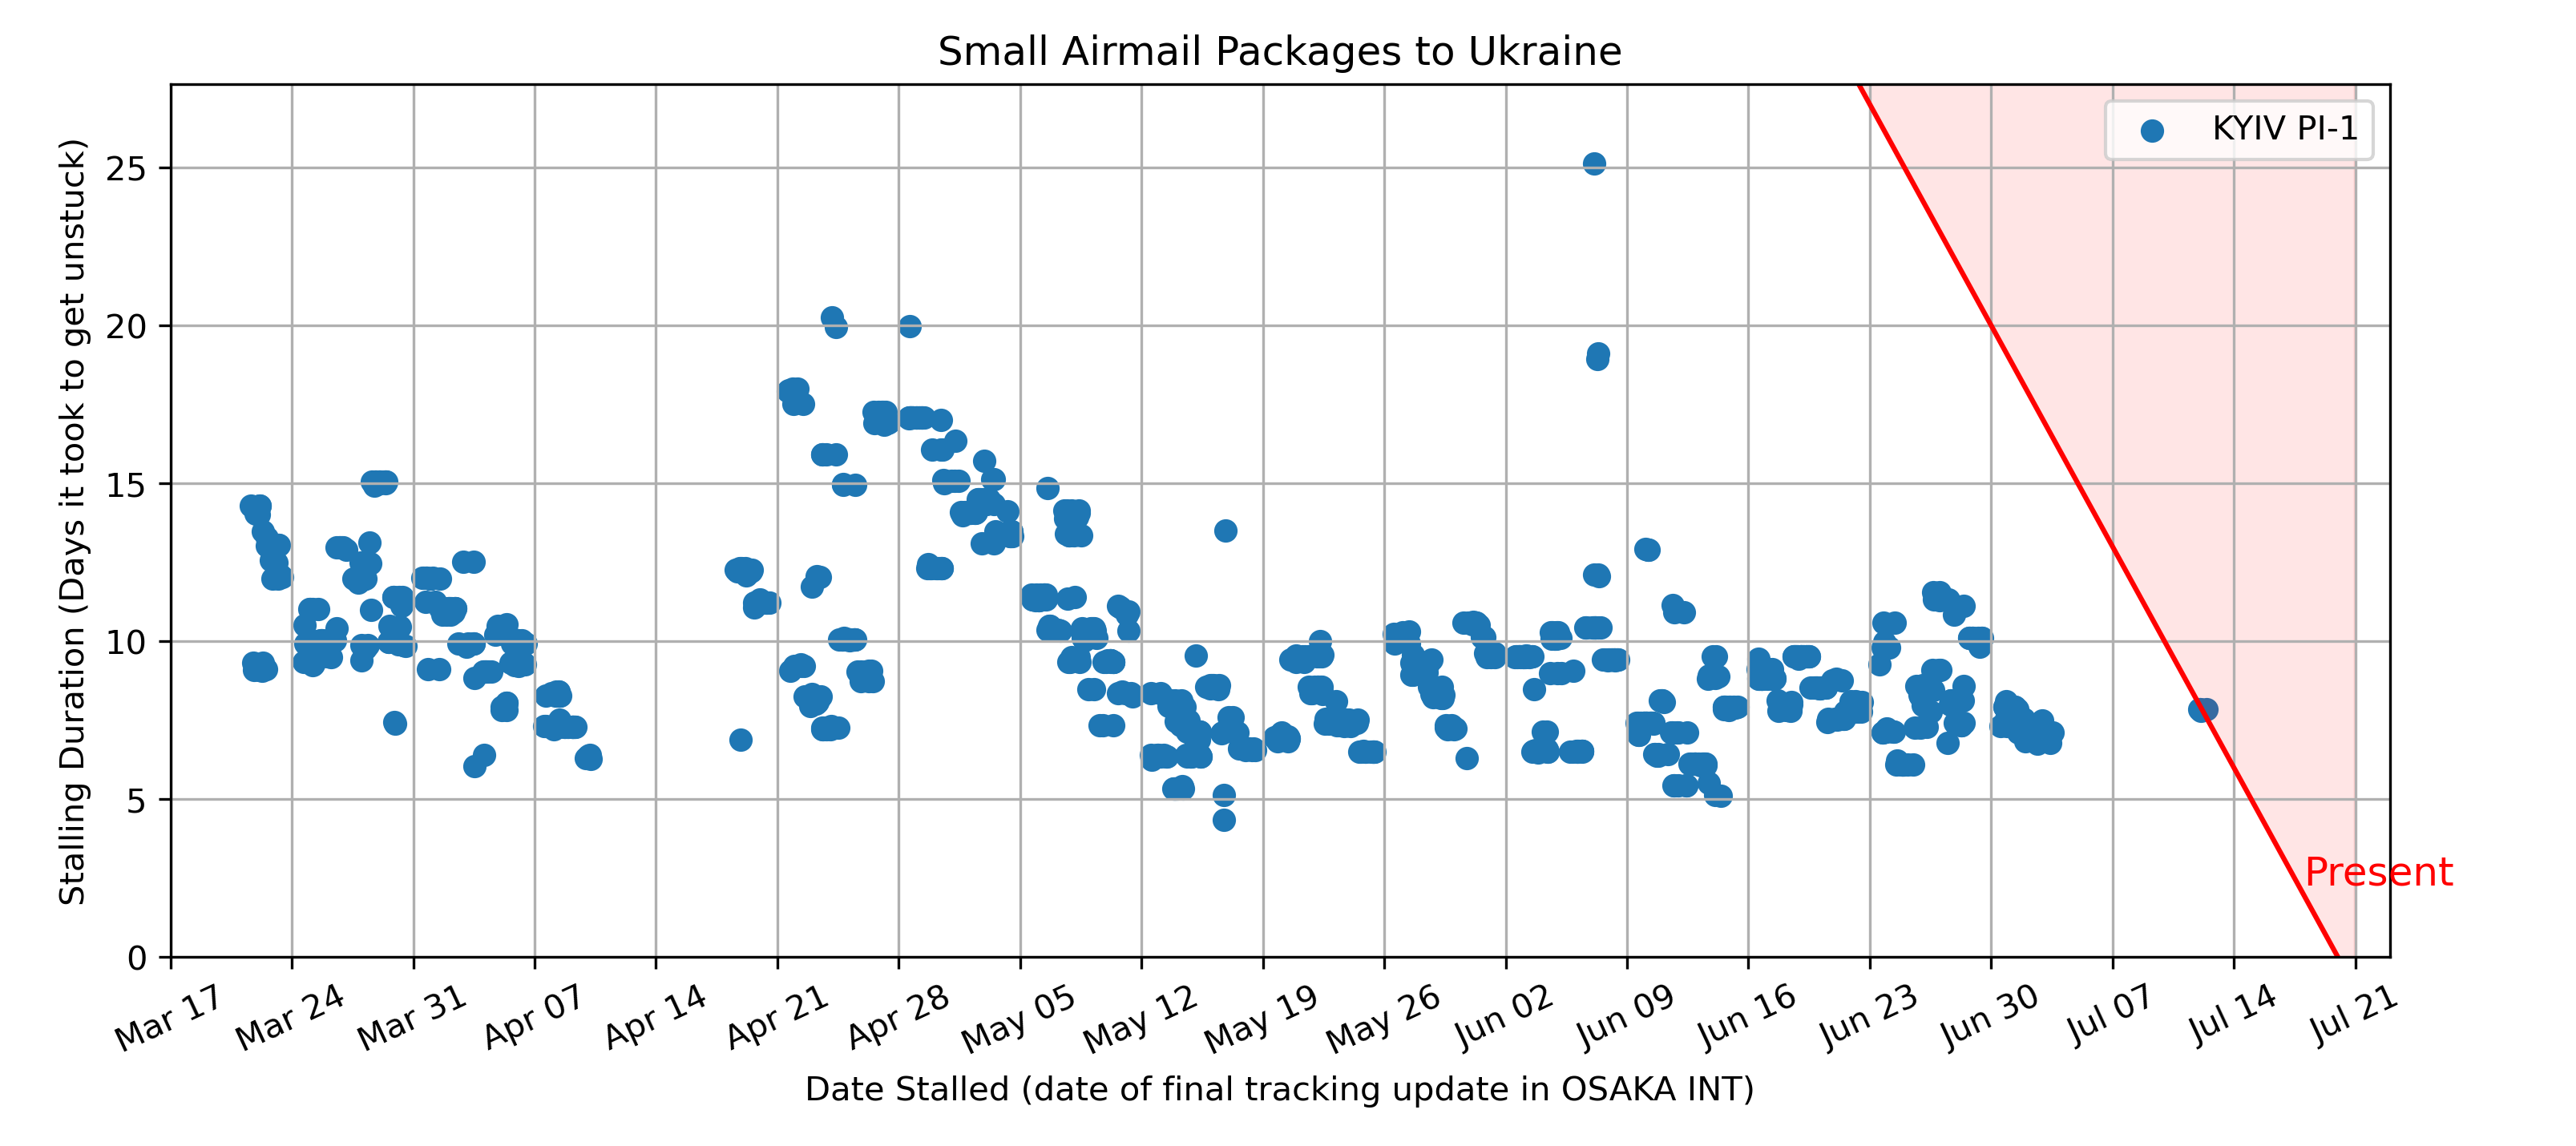 Small Airmail Packages to Ukraine
KYIV PI-1
Stalling Duration (Days it took to get unstuck)
25
20
15
10
5
0
Present
Mar 17
Mar 24
Mar 31
Apr 07
Apr 14
Apr 21
Apr 28
May 05
May 12
May 19
May 26
Jun 02
Jun 09
Jun 16
Jun 23
Jun 30
Jul 07
Jul 14
Jul 21
Date Stalled (date of final tracking update in OSAKA INT)